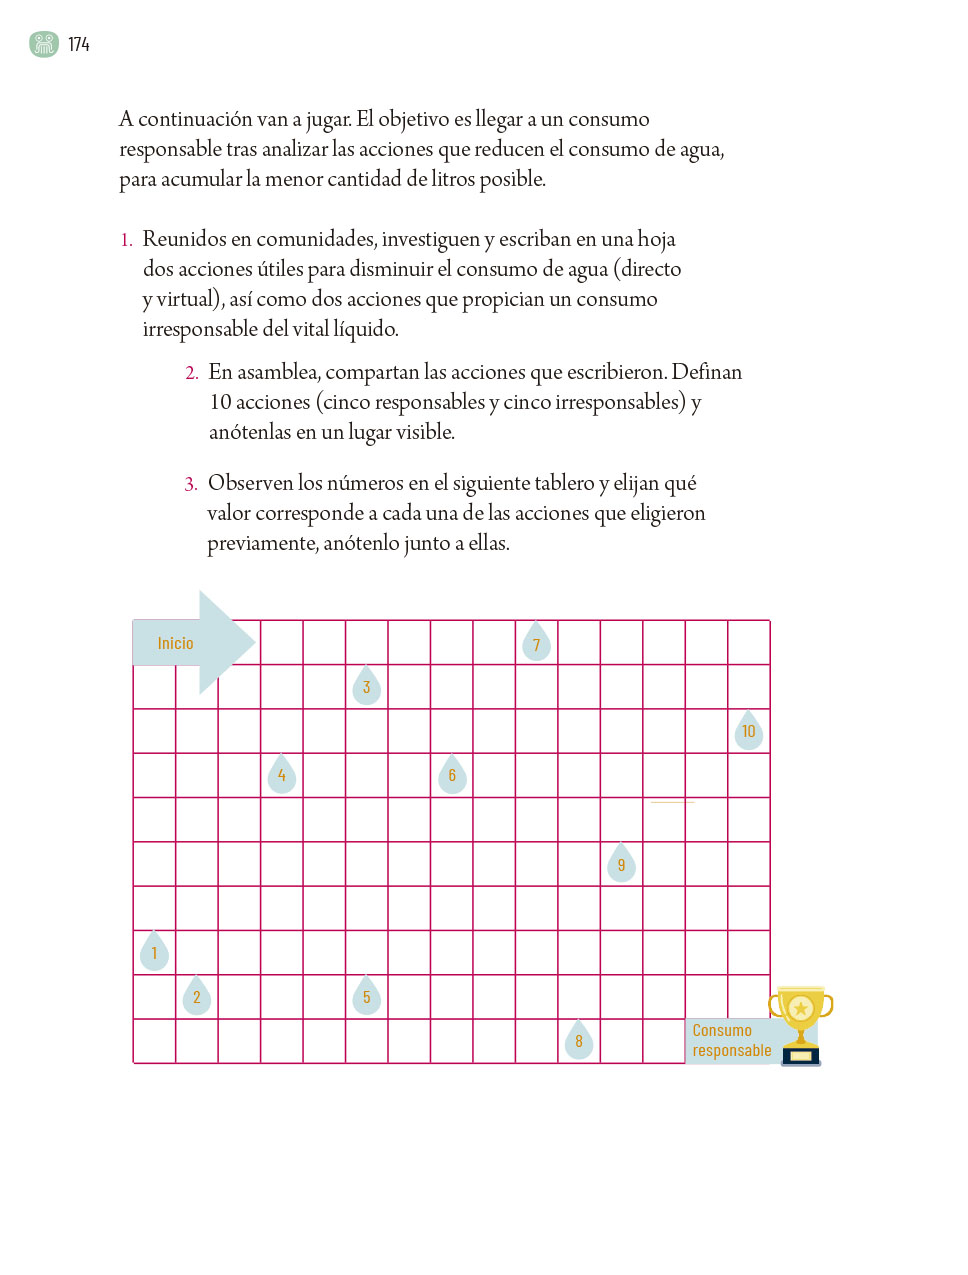 174
A continuación van a jugar. El objetivo es llegar a un consumo
responsable tras analizar las acciones que reducen el consumo de agua,
para acumular la menor cantidad de litros posible.
1. Reunidos en comunidades, investiguen y escriban en una hoja
dos acciones útiles para disminuir el consumo de agua (directo
y virtual), así como dos acciones que propician un consumo
irresponsable del vital líquido.
2. En asamblea, compartan las acciones que escribieron. Definan
10 acciones (cinco responsables y cinco irresponsables) y
anótenlas en un lugar visible.
3. Observen los números en el siguiente tablero y elijan qué
valor corresponde a cada una de las acciones que eligieron
previamente, anótenlo junto a ellas.
Inicio
7
3
10
4
6
9
1
2
5
8
Consumo
responsable